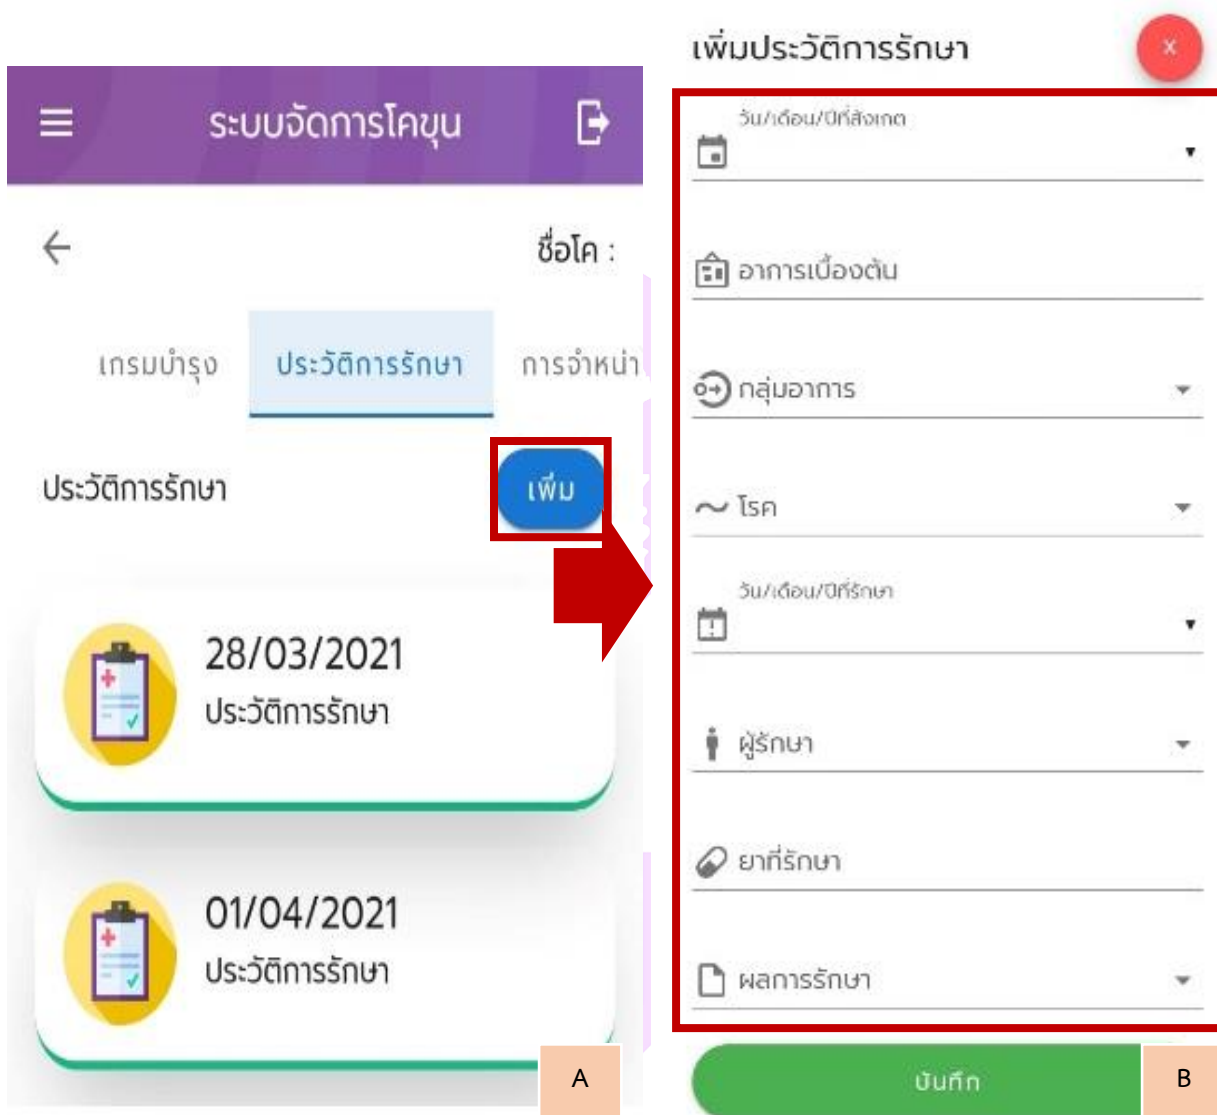 ระบบจัดการโคขุน
ชื่อโค :
เกรมบำรุง ประวัติการรักษา การจำหน่า
ประวัติการรักษา เพิ่ม
28/03/2021
ประวัติการรักษา
01/04/2021
ประวัติการรักษา
A
เพิ่มประวัติการรักษา X
วัน/เดือน/ปีที่สังเกต
อาการเบื้องต้น
กลุ่มอาการ
โรค
วัน/เดือน/ปีที่รักษา
ผู้รักษา
ยาที่รักษา
ผลการรักษา
บันทึก
B